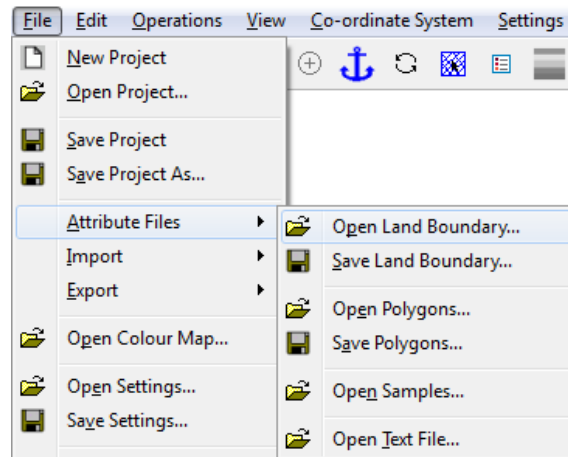 File Edit Operations View Co-ordinate System Settings
New Project
Open Project...
Save Project
Save Project As...
Attribute Files
Import
Export
Open Colour Map...
Open Settings...
Save Settings...
Open Land Boundary...
Save Land Boundary...
Open Polygons...
Save Polygons...
Open Samples...
Open Text File...